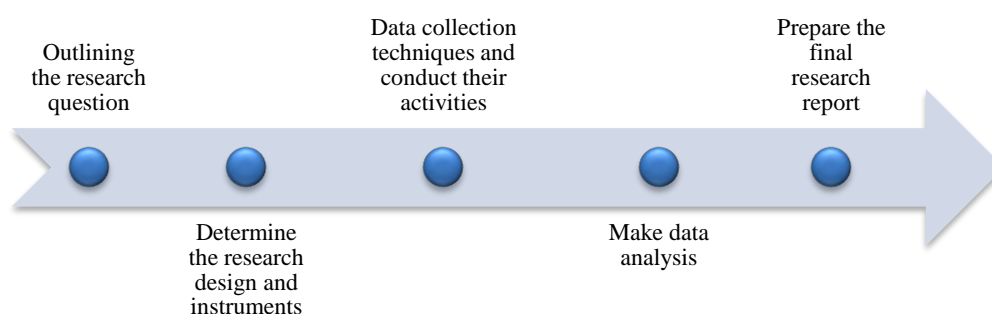 Outlining
the research
question
Determine
the research
design and
instruments
Data collection
techniques and
conduct their
activities
Make data
analysis
Prepare the
final
research
report